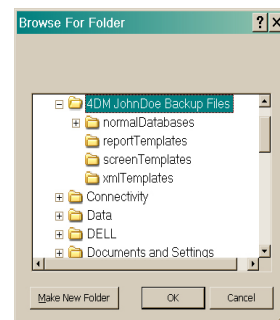 Browse For Folder
4DM JohnDoe Backup Files
normalDatabases
reportTemplates
screenTemplates
xmlTemplates
Connectivity
Data
DELL
Documents and Settings
Make New Folder OK Cancel